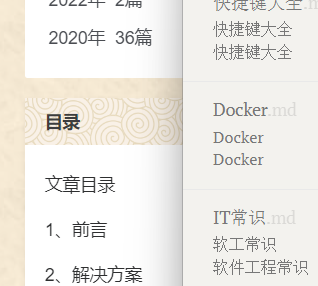 2022年 2篇
2020年 36篇
目录
文章目录
1、前言
2、解决方案
快捷键大全.m
快捷键大全
快捷键大全
Docker.md
Docker
Docker
IT常识.md
软工常识
软件工程常识